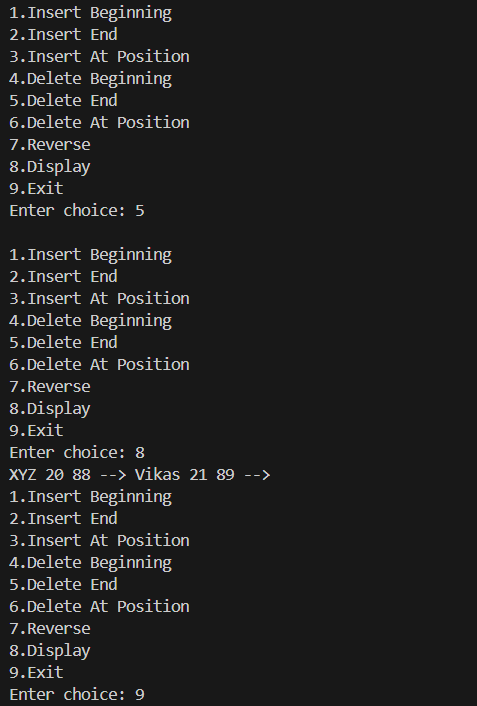 1.Insert Beginning
2.Insert End
3.Insert At Position
4.Delete Beginning
5.Delete End
6.Delete At Position
7.Reverse
8.Display
9.Exit
Enter choice: 5

1.Insert Beginning
2.Insert End
3.Insert At Position
4.Delete Beginning
5.Delete End
6.Delete At Position
7.Reverse
8.Display
9.Exit
Enter choice: 8
XYZ 20 88 --> Vikas 21 89 -->
1.Insert Beginning
2.Insert End
3.Insert At Position
4.Delete Beginning
5.Delete End
6.Delete At Position
7.Reverse
8.Display
9.Exit
Enter choice: 9